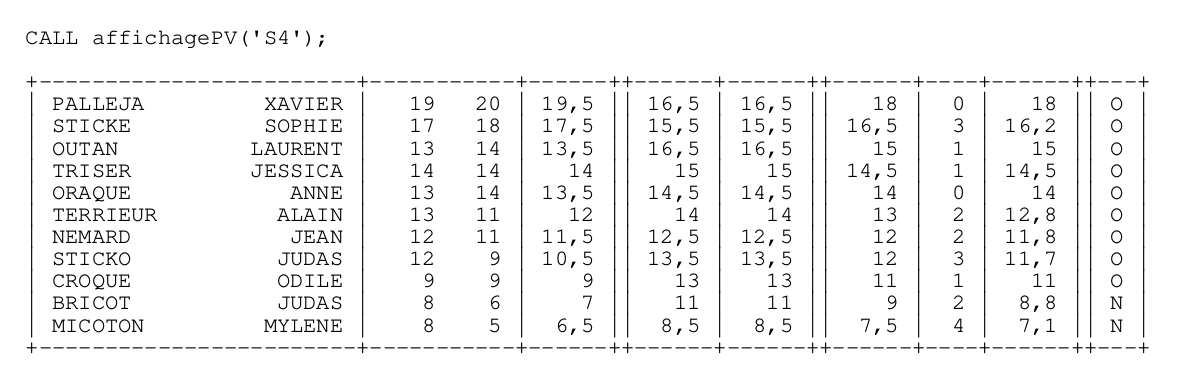 CALL affichagePV('S4');
+------------------------+-----------+------++------+------++------+----+------++---+
| PALLEJA         XAVIER |   19   20 | 19,5 || 16,5 | 16,5 ||   18 |  0 |   18 || O |
| STICKE          SOPHIE |   17   18 | 17,5 || 15,5 | 15,5 || 16,5 |  3 | 16,2 || O |
| OUTAN          LAURENT |   13   14 | 13,5 || 16,5 | 16,5 ||   15 |  1 |   15 || O |
| TRISER         JESSICA |   14   14 |   14 ||   15 |   15 || 14,5 |  1 | 14,5 || O |
| ORAQUE            ANNE |   13   14 | 13,5 || 14,5 | 14,5 ||   14 |  0 |   14 || O |
| TERRIEUR         ALAIN |   13   11 |   12 ||   14 |   14 ||   13 |  2 | 12,8 || O |
| NEMARD            JEAN |   12   11 | 11,5 || 12,5 | 12,5 ||   12 |  2 | 11,8 || O |
| STICKO           JUDAS |   12    9 | 10,5 || 13,5 | 13,5 ||   12 |  3 | 11,7 || O |
| CROQUE           ODILE |    9    9 |    9 ||   13 |   13 ||   11 |  1 |   11 || O |
| BRICOT           JUDAS |    8    6 |    7 ||   11 |   11 ||    9 |  2 |  8,8 || N |
| MICOTON         MYLENE |    8    5 |  6,5 ||  8,5 |  8,5 ||  7,5 |  4 |  7,1 || N |
+------------------------+-----------+------++------+------++------+----+------++---+